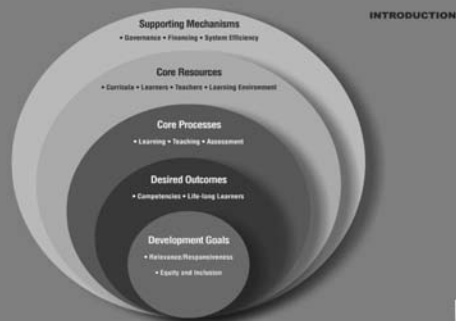 INTRODUCTION
Supporting Mechanisms
• Governance • Financing • System Efficiency
Core Resources
• Curricula • Learners • Teachers • Learning Environment
Core Processes
• Learning • Teaching • Assessment
Desired Outcomes
• Competencies • Life-long Learners
Development Goals
• Relevance/Responsiveness
• Equity and Inclusion